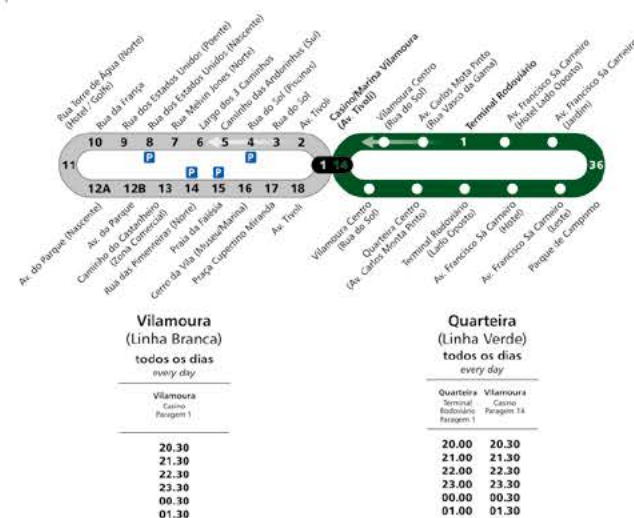 Rua Torre de Água (Norte)
(Hotel / Golfe)
Rua da França
Rua dos Estados Unidos (Poente)
Rua dos Estados Unidos (Nascente)
Rua Melvin Jones (Norte)
Largo dos 3 Caminhos
Caminho das Andorinhas (Sul)
Rua do Sol (Piscinas)
Rua do Sol
Av. Tivoli
Casino/Marina Vilamoura
(Av. Tivoli)
Vilamoura Centro
(Rua do Sol)
Av. Carlos Mota Pinto
(Rua Vasco da Gama)
Terminal Rodoviário
Av. Francisco Sá Carneiro
(Hotel Lado Oposto)
Av. Francisco Sá Carneiro
(Jardim)
10 9 8 7 6 5 4 3 2
1
P P
11
1 14
36
P P
12A 12B 13 14 15 16 17 18
Av. do Parque (Nascente)
Av. do Parque
Caminho do Castanheiro
(Zona Comercial)
Rua das Pimenteiras (Norte)
Praia da Falésia
Cerro da Vila (Museu/Marina)
Praça Cupertino Miranda
Av. Tivoli
Vilamoura Centro
(Rua do Sol)
Quarteira Centro
(Av. Carlos Monta Pinto)
Terminal Rodoviário
(Lado Oposto)
Av. Francisco Sá Carneiro
(Hotel)
Av. Francisco Sá Carneiro
(Leste)
Parque de Campismo
Vilamoura
(Linha Branca)
todos os dias
every day
Vilamoura
Casino
Paragem 1
20.30
21.30
22.30
23.30
00.30
01.30
Quarteira
(Linha Verde)
todos os dias
every day
Quarteira Vilamoura
Terminal Casino
Rodoviário Paragem 14
Paragem 1
20.00 20.30
21.00 21.30
22.00 22.30
23.00 23.30
00.00 00.30
01.00 01.30